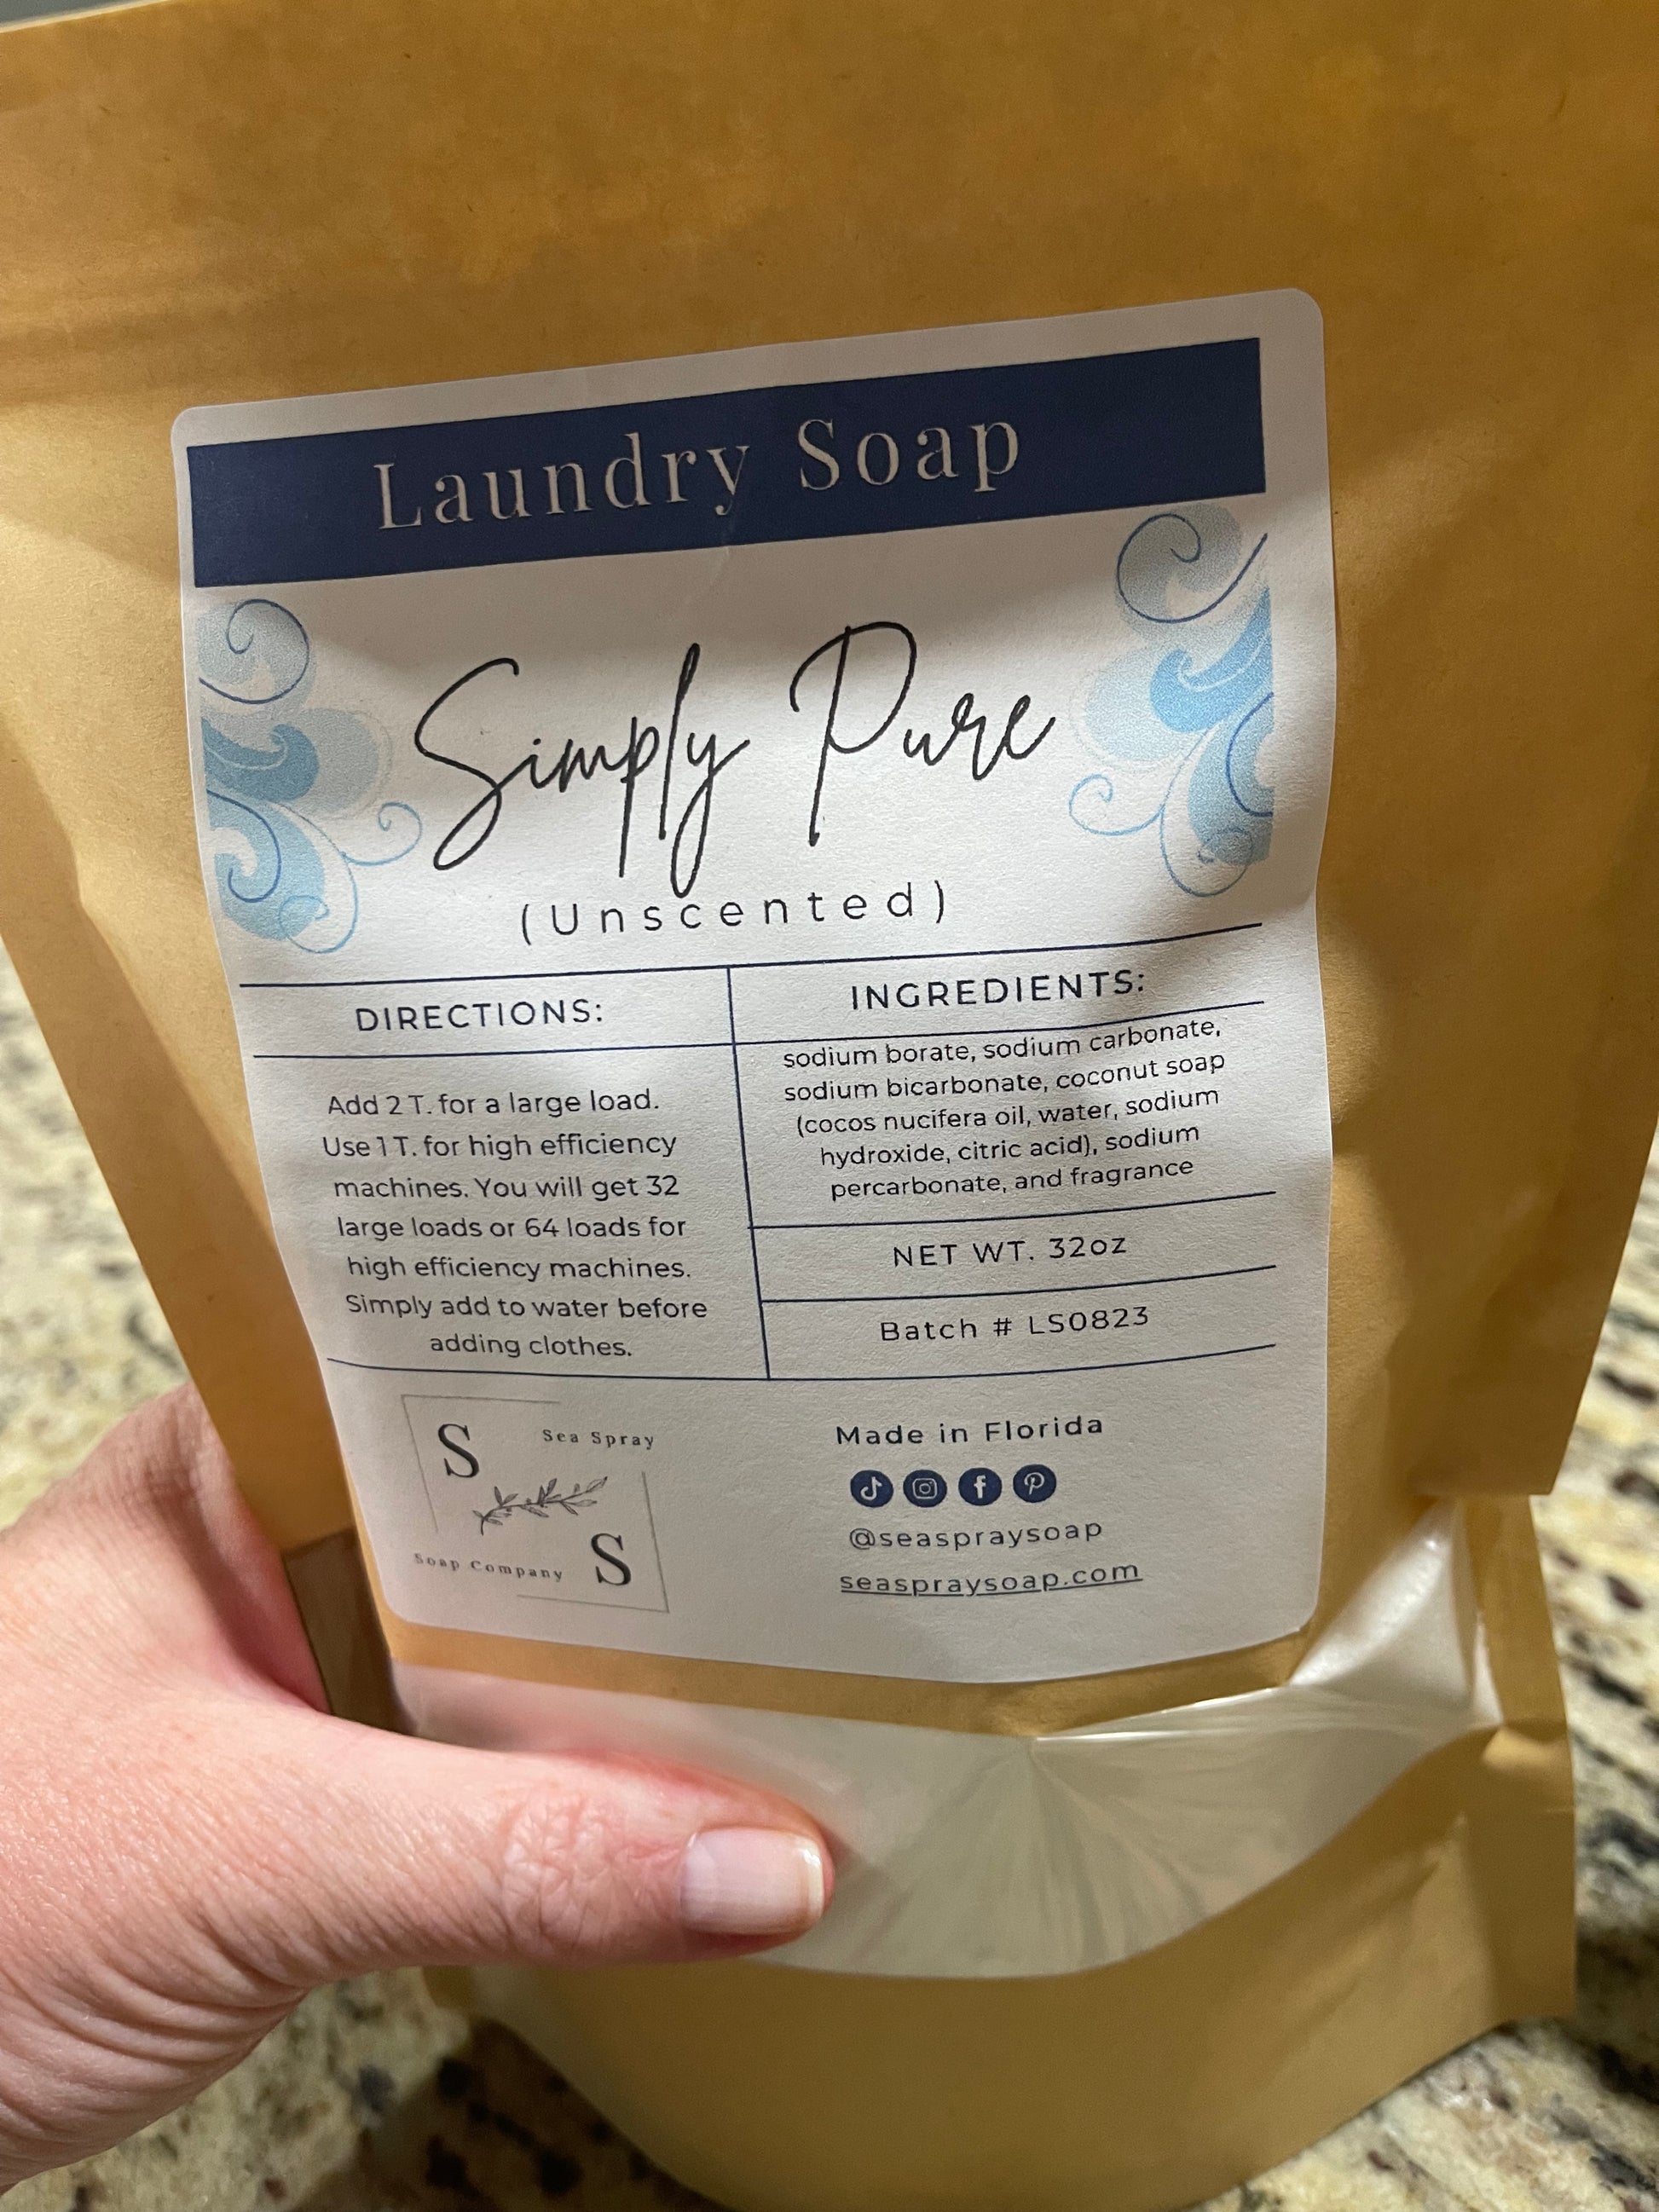 Laundry Soap
Simply Pure
(Unscented)
DIRECTIONS:
Add 2 T. for a large load.
Use 1 T. for high efficiency
machines. You will get 32
large loads or 64 loads for
high efficiency machines.
Simply add to water before
adding clothes.
INGREDIENTS:
sodium borate, sodium carbonate,
sodium bicarbonate, coconut soap
(cocos nucifera oil, water, sodium
hydroxide, citric acid), sodium
percarbonate, and fragrance
NET WT. 32oz
Batch # LS0823
S
Sea Spray
Soap Company
S
Made in Florida
@seaspraysoap
seaspraysoap.com